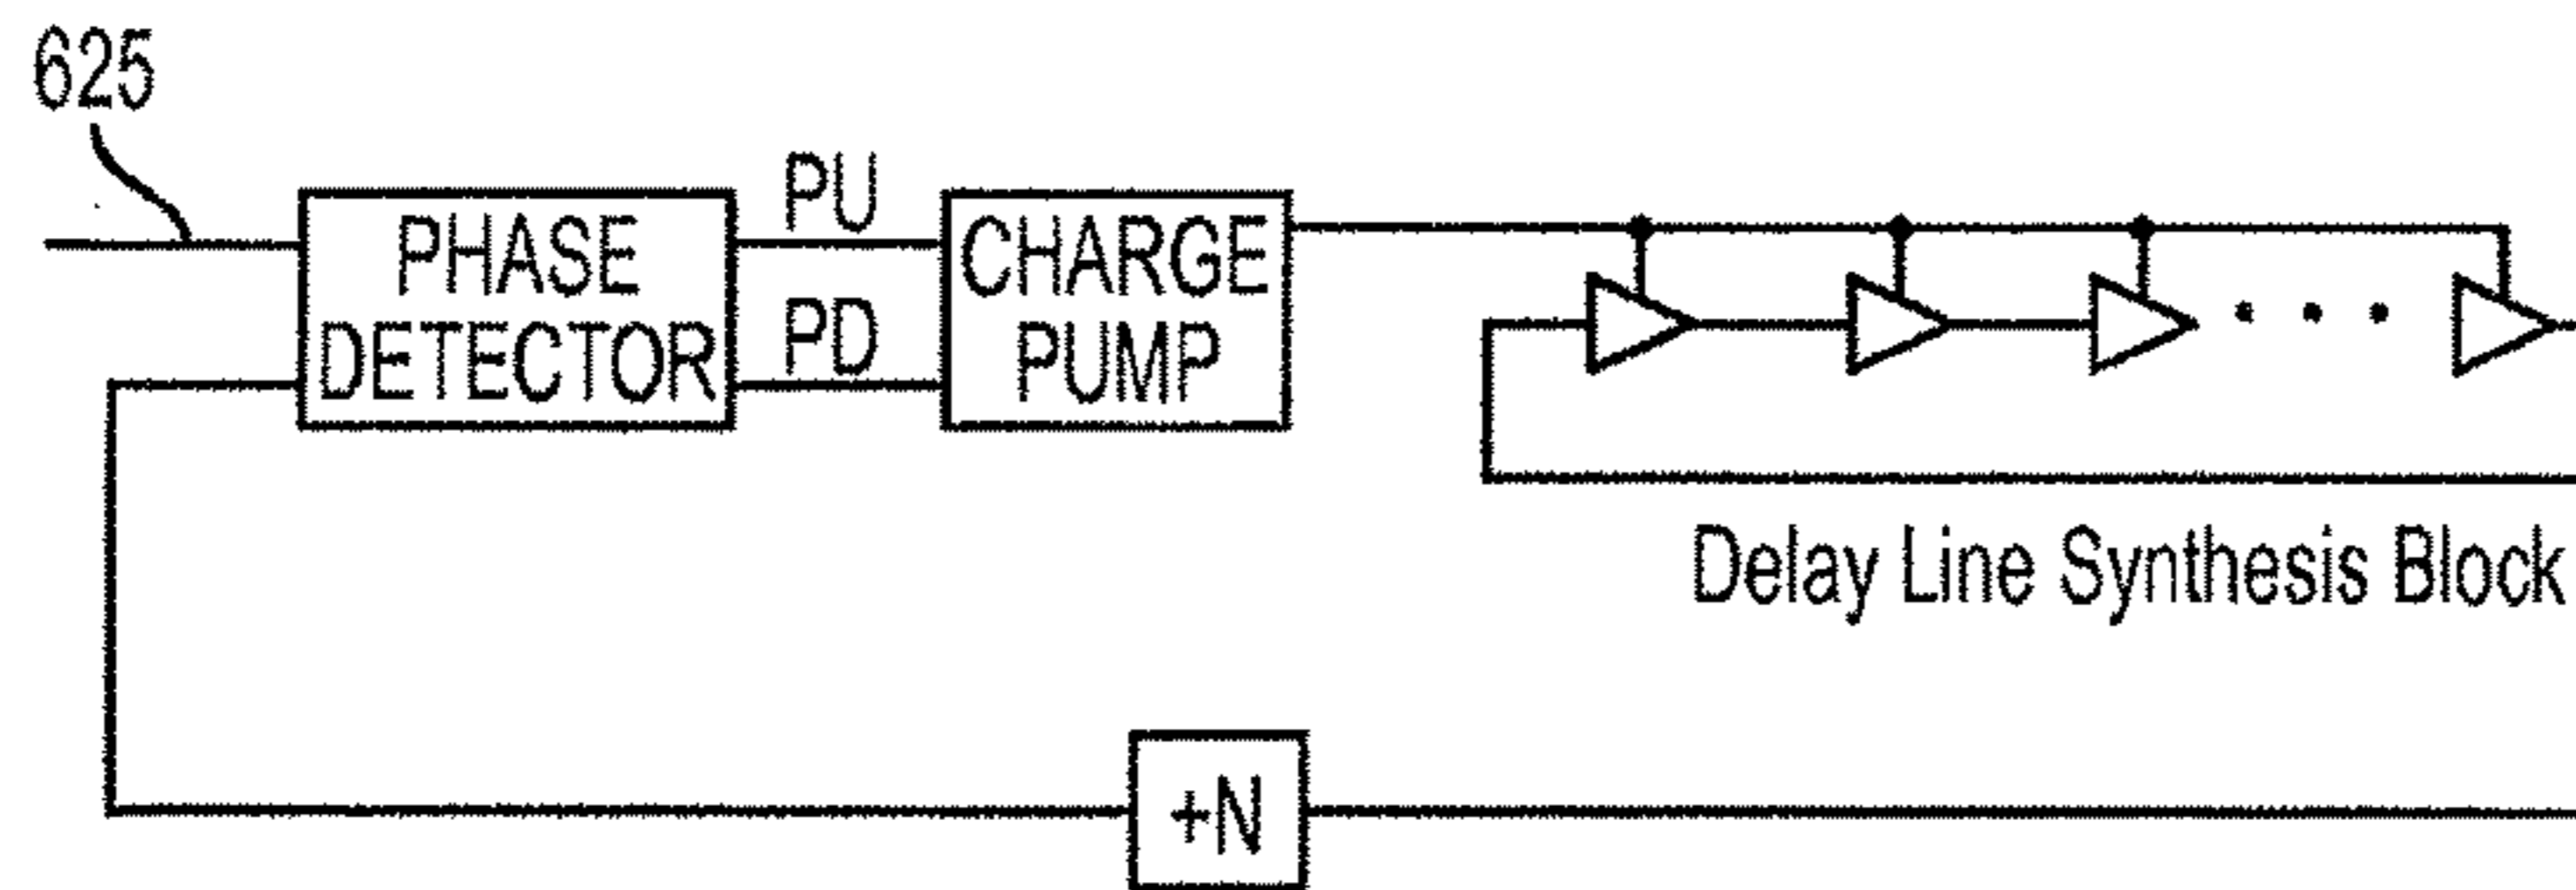 625
PHASE
DETECTOR
PU
PD
CHARGE
PUMP
Delay Line Synthesis Block
+N